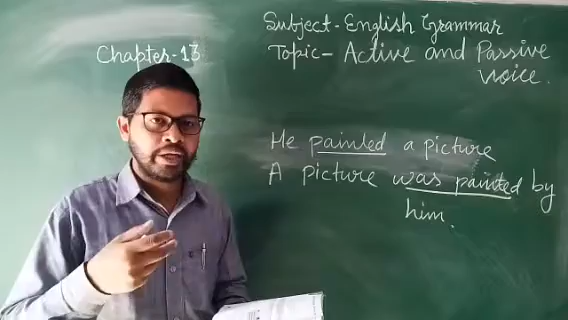 Subject-English Grammar
Chapter-13
Topic- Active and Passive
voice.
He painted a picture
A picture was painted by
him.